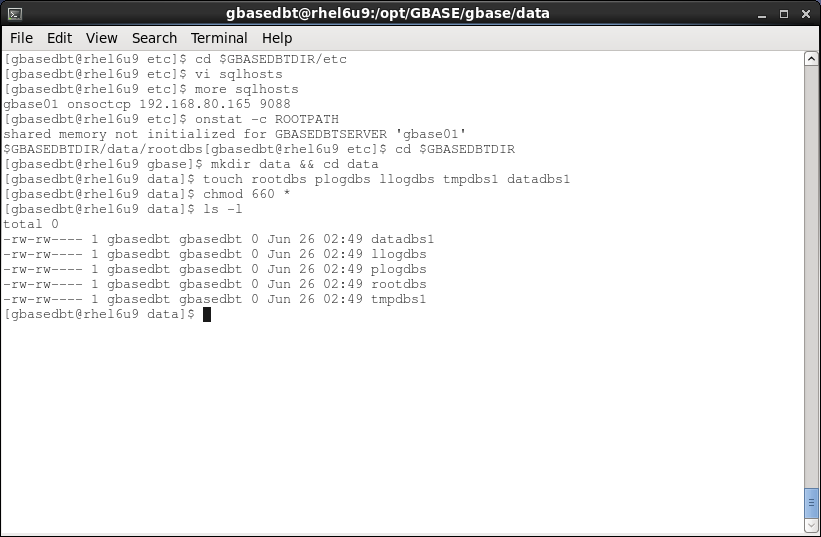 gbasedbt@rhel6u9:/opt/GBASE/gbase/data
File Edit View Search Terminal Help
[gbasedbt@rhel6u9 etc]$ cd $GBASEDBTDIR/etc
[gbasedbt@rhel6u9 etc]$ vi sqlhosts
[gbasedbt@rhel6u9 etc]$ more sqlhosts
gbase01 onsoctcp 192.168.80.165 9088
[gbasedbt@rhel6u9 etc]$ onstat -c ROOTPATH
shared memory not initialized for GBASEDBTSERVER 'gbase01'
$GBASEDBTDIR/data/rootdbs[gbasedbt@rhel6u9 etc]$ cd $GBASEDBTDIR
[gbasedbt@rhel6u9 gbase]$ mkdir data && cd data
[gbasedbt@rhel6u9 data]$ touch rootdbs plogdbs llogdbs tmpdbs1 datadbs1
[gbasedbt@rhel6u9 data]$ chmod 660 *
[gbasedbt@rhel6u9 data]$ ls -l
total 0
-rw-rw---- 1 gbasedbt gbasedbt 0 Jun 26 02:49 datadbs1
-rw-rw---- 1 gbasedbt gbasedbt 0 Jun 26 02:49 llogdbs
-rw-rw---- 1 gbasedbt gbasedbt 0 Jun 26 02:49 plogdbs
-rw-rw---- 1 gbasedbt gbasedbt 0 Jun 26 02:49 rootdbs
-rw-rw---- 1 gbasedbt gbasedbt 0 Jun 26 02:49 tmpdbs1
[gbasedbt@rhel6u9 data]$